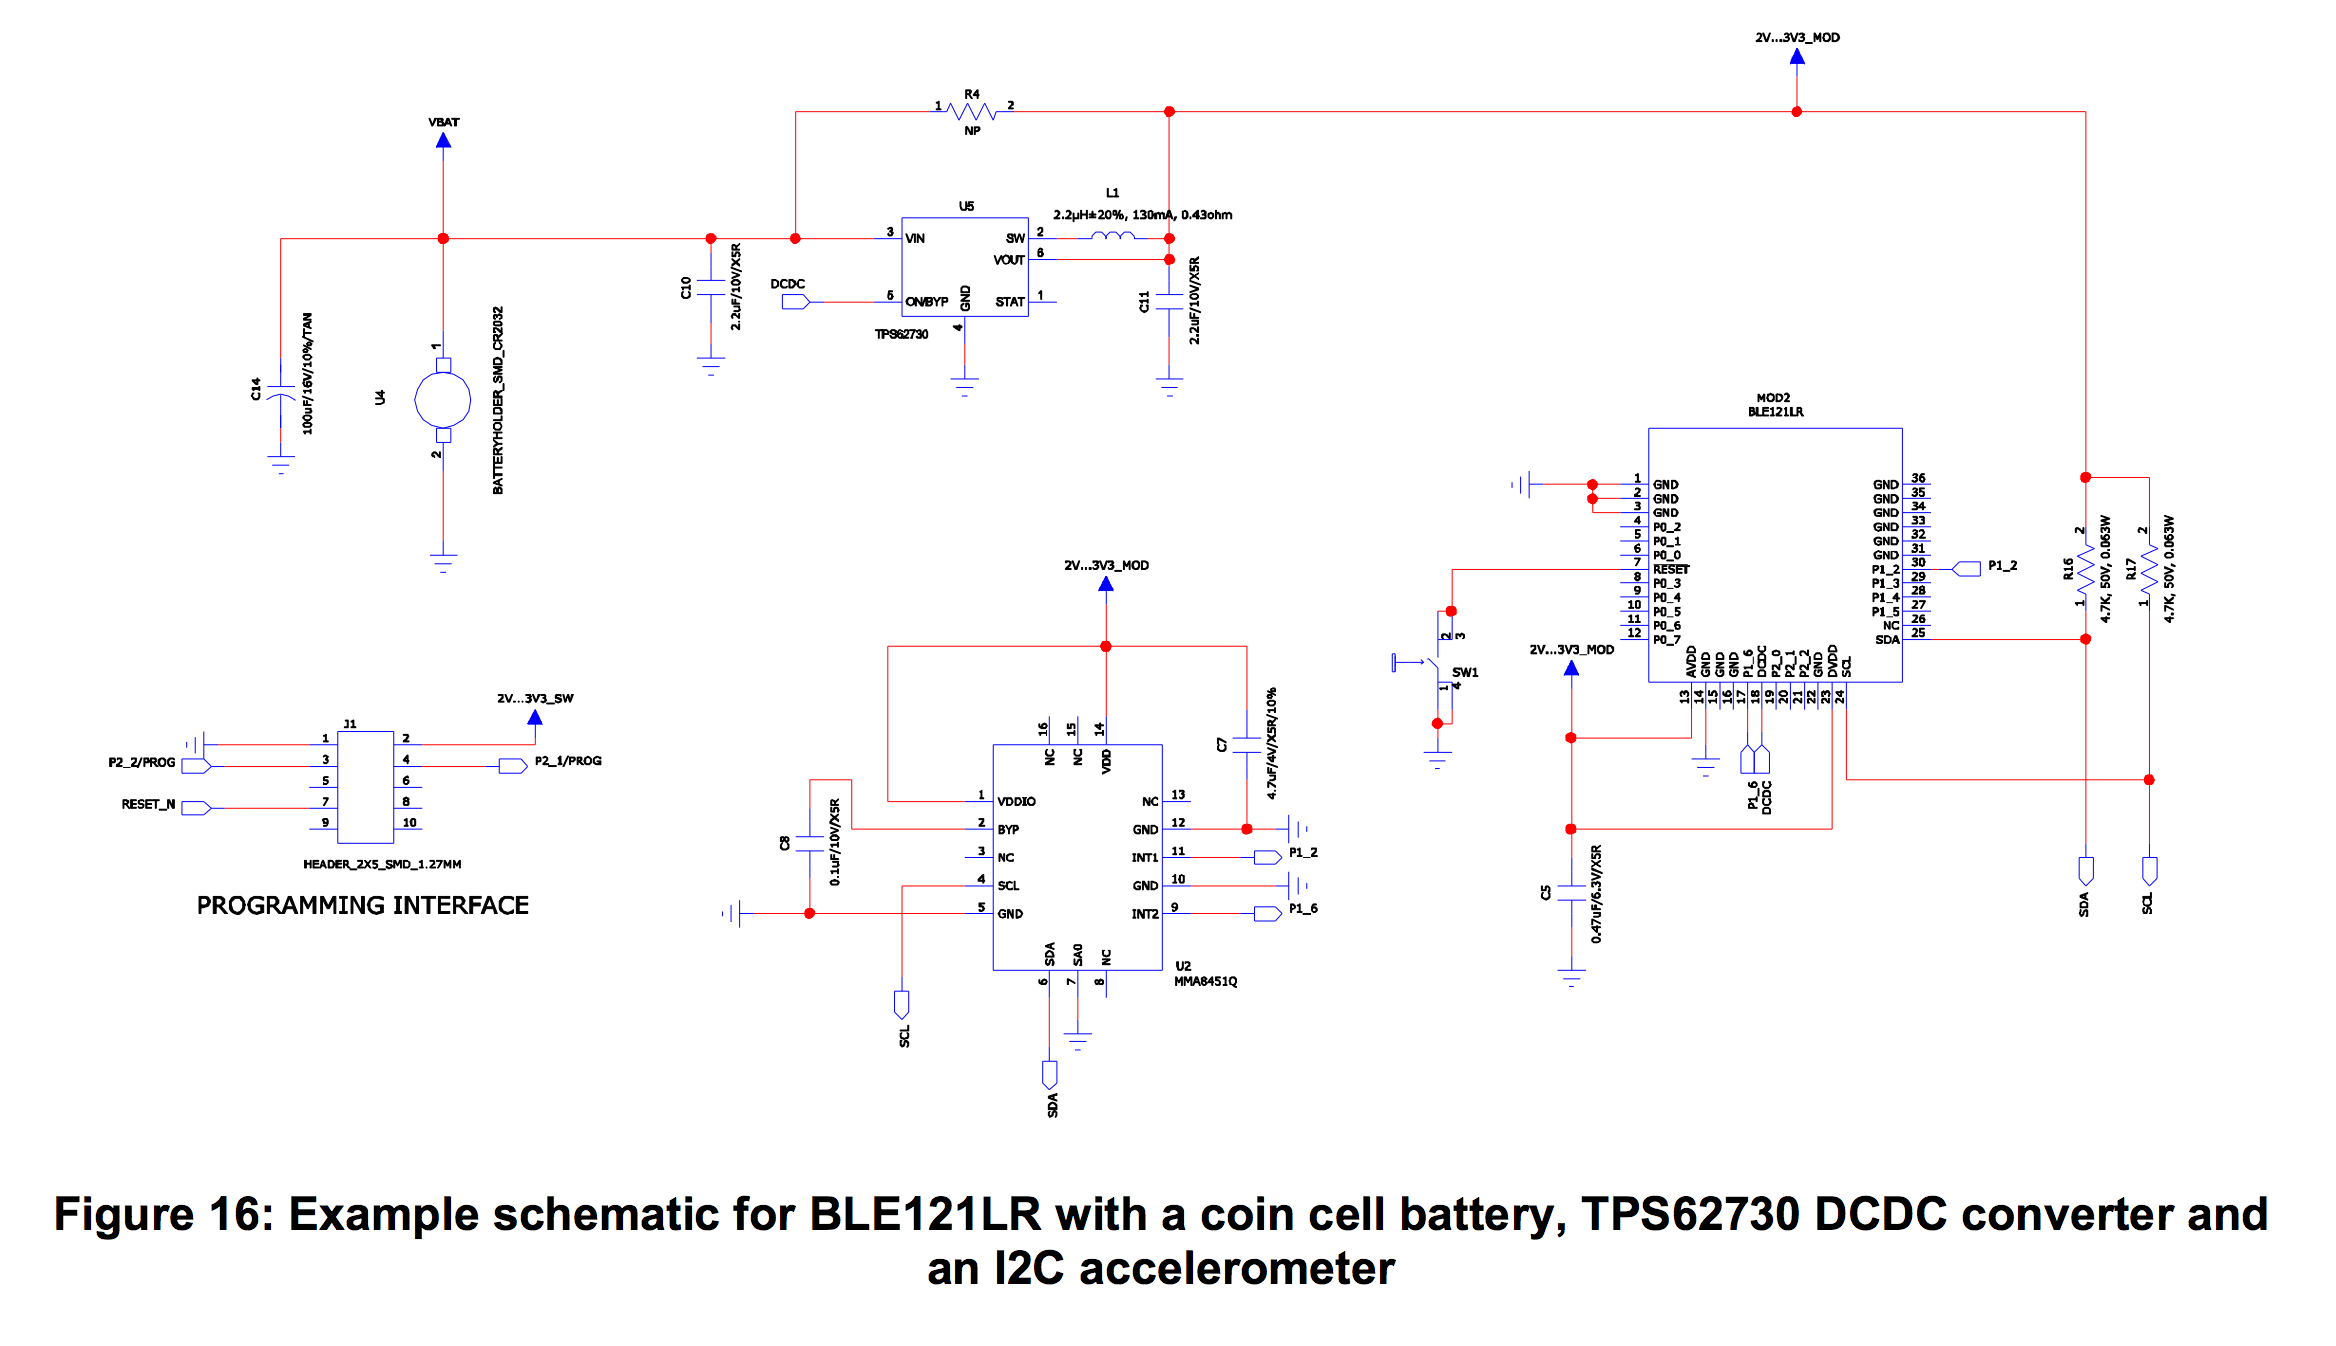 2V...3V3_MOD
R4
1
2
NP
VBAT
L1
2.2µH±20%, 130mA, 0.43ohm
U5
3
VIN
SW
2
VOUT
6
DCDC
5
ON/BYP
GND
STAT
1
4
TPS62730
C10
2.2uF/10V/X5R
C11
2.2uF/10V/X5R
C14
100uF/16V/10%/TAN
U4
1
2
BATTERYHOLDER_SMD_CR2032
MOD2
BLE121LR
1 GND
2 GND
3 GND
4 P0_2
5 P0_1
6 P0_0
7 RESET
8 P0_3
9 P0_4
10 P0_5
11 P0_6
12 P0_7
GND 36
GND 35
GND 34
GND 33
GND 32
GND 31
P1_2 30
P1_2
P1_3 29
P1_4 28
P1_5 27
NC 26
SDA 25
AVDD 13
GND 14
GND 15
GND 16
P1_6 17
DCDC 18
P2_0 19
P2_1 20
P2_2 21
GND 22
DVDD 23
SCL 24
P1_6
DCDC
R16
2
1
4.7K, 50V, 0.063W
R17
2
1
4.7K, 50V, 0.063W
SDA
SCL
2
3
SW1
1
4
2V...3V3_MOD
C5
0.47uF/6.3V/X5R
2V...3V3_MOD
16 NC
15 NC
14 VDD
C7
4.7uF/4V/X5R/10%
1 VDDIO
2 BYP
3 NC
4 SCL
5 GND
NC 13
GND 12
INT1 11
P1_2
GND 10
INT2 9
P1_6
SDA 6
SA0 7
NC 8
U2
MMA8451Q
C8
0.1uF/10V/X5R
SCL
SDA
2V...3V3_SW
J1
1
2
P2_2/PROG
3
4
P2_1/PROG
5
6
RESET_N
7
8
9
10
HEADER_2X5_SMD_1.27MM
PROGRAMMING INTERFACE
Figure 16: Example schematic for BLE121LR with a coin cell battery, TPS62730 DCDC converter and
an I2C accelerometer